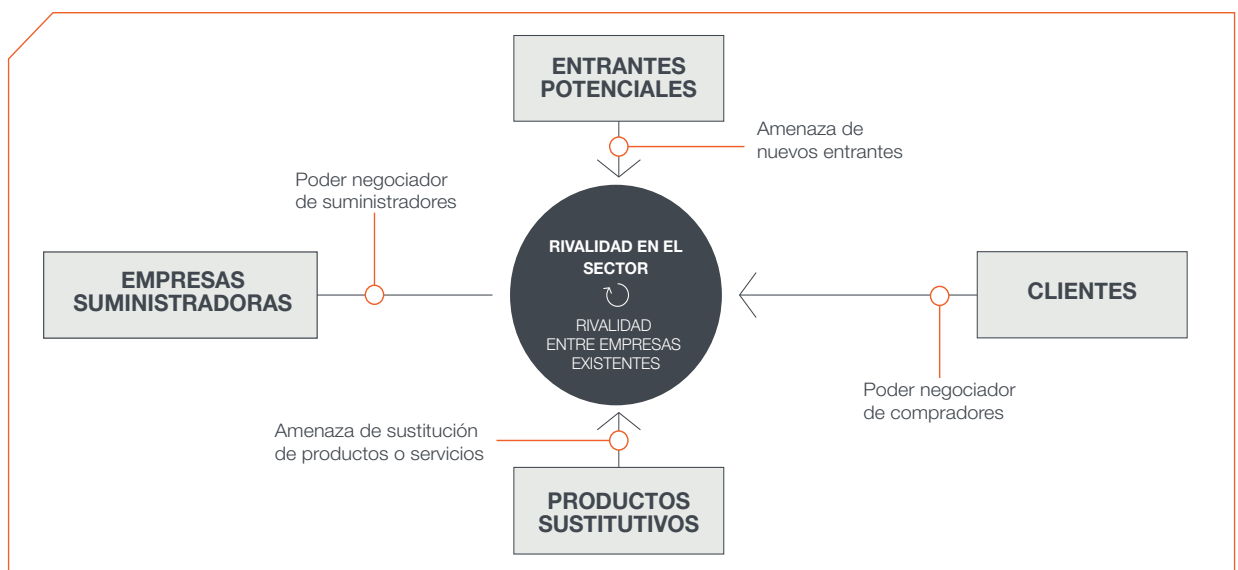 ENTRANTES
POTENCIALES
Amenaza de
nuevos entrantes
Poder negociador
de suministradores
EMPRESAS
SUMINISTRADORAS
RIVALIDAD EN EL
SECTOR
RIVALIDAD
ENTRE EMPRESAS
EXISTENTES
CLIENTES
Poder negociador
de compradores
Amenaza de sustitución
de productos o servicios
PRODUCTOS
SUSTITUTIVOS